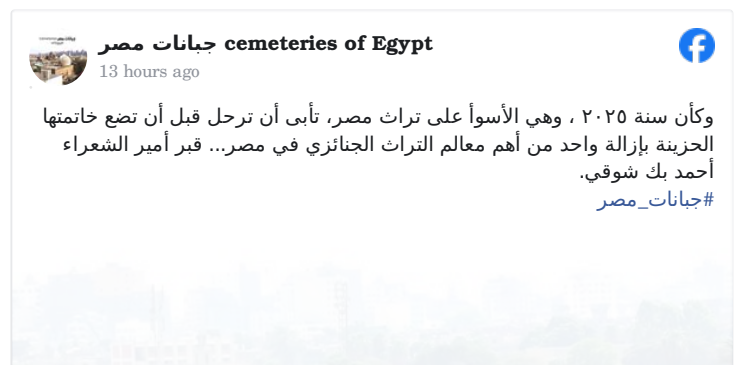 جبانات مصر cemeteries of Egypt
13 hours ago
وكأن سنة ٢٠٢٥ ، وهي الأسوأ على تراث مصر، تأبى أن ترحل قبل أن تضع خاتمتها
الحزينة بإزالة واحد من أهم معالم التراث الجنائزي في مصر... قبر أمير الشعراء
أحمد بك شوقي.
#جبانات_مصر